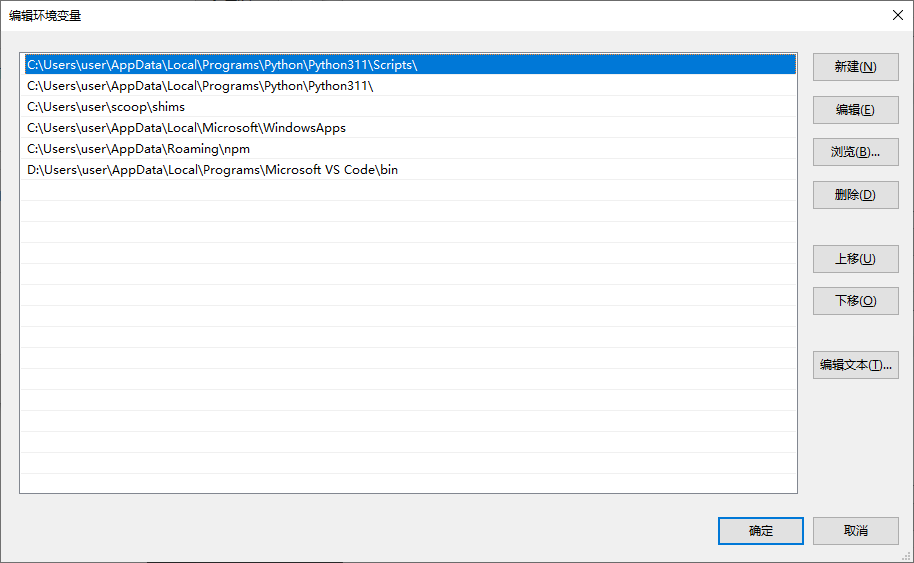 编辑环境变量
C:\Users\user\AppData\Local\Programs\Python\Python311\Scripts\
C:\Users\user\AppData\Local\Programs\Python\Python311\
C:\Users\user\scoop\shims
C:\Users\user\AppData\Local\Microsoft\WindowsApps
C:\Users\user\AppData\Roaming\npm
D:\Users\user\AppData\Local\Programs\Microsoft VS Code\bin
新建(N)
编辑(E)
浏览(B)...
删除(D)
上移(U)
下移(O)
编辑文本(T)...
确定
取消